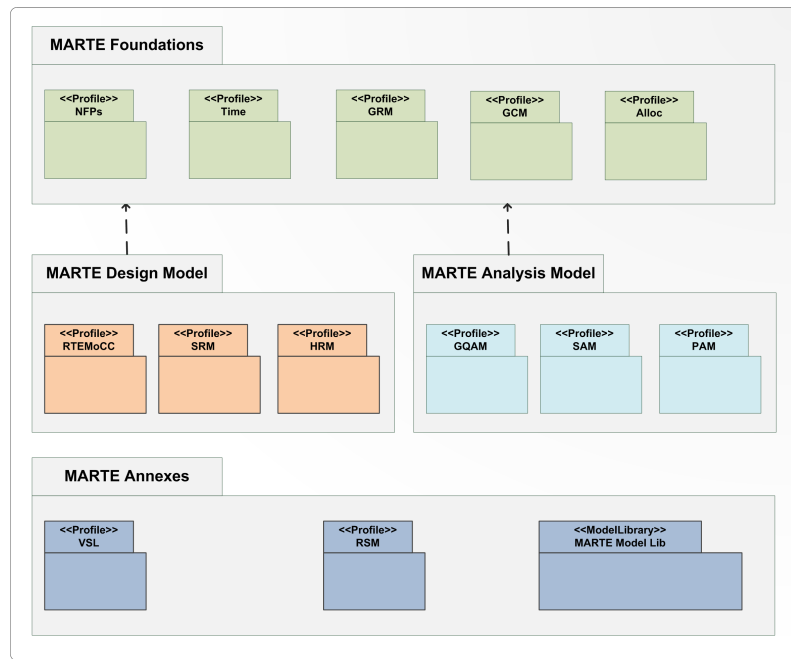 MARTE Foundations
<<Profile>>
NFPs
<<Profile>>
Time
<<Profile>>
GRM
<<Profile>>
GCM
<<Profile>>
Alloc
MARTE Design Model
<<Profile>>
RTEMoCC
<<Profile>>
SRM
<<Profile>>
HRM
MARTE Analysis Model
<<Profile>>
GQAM
<<Profile>>
SAM
<<Profile>>
PAM
MARTE Annexes
<<Profile>>
VSL
<<Profile>>
RSM
<<ModelLibrary>>
MARTE Model Lib